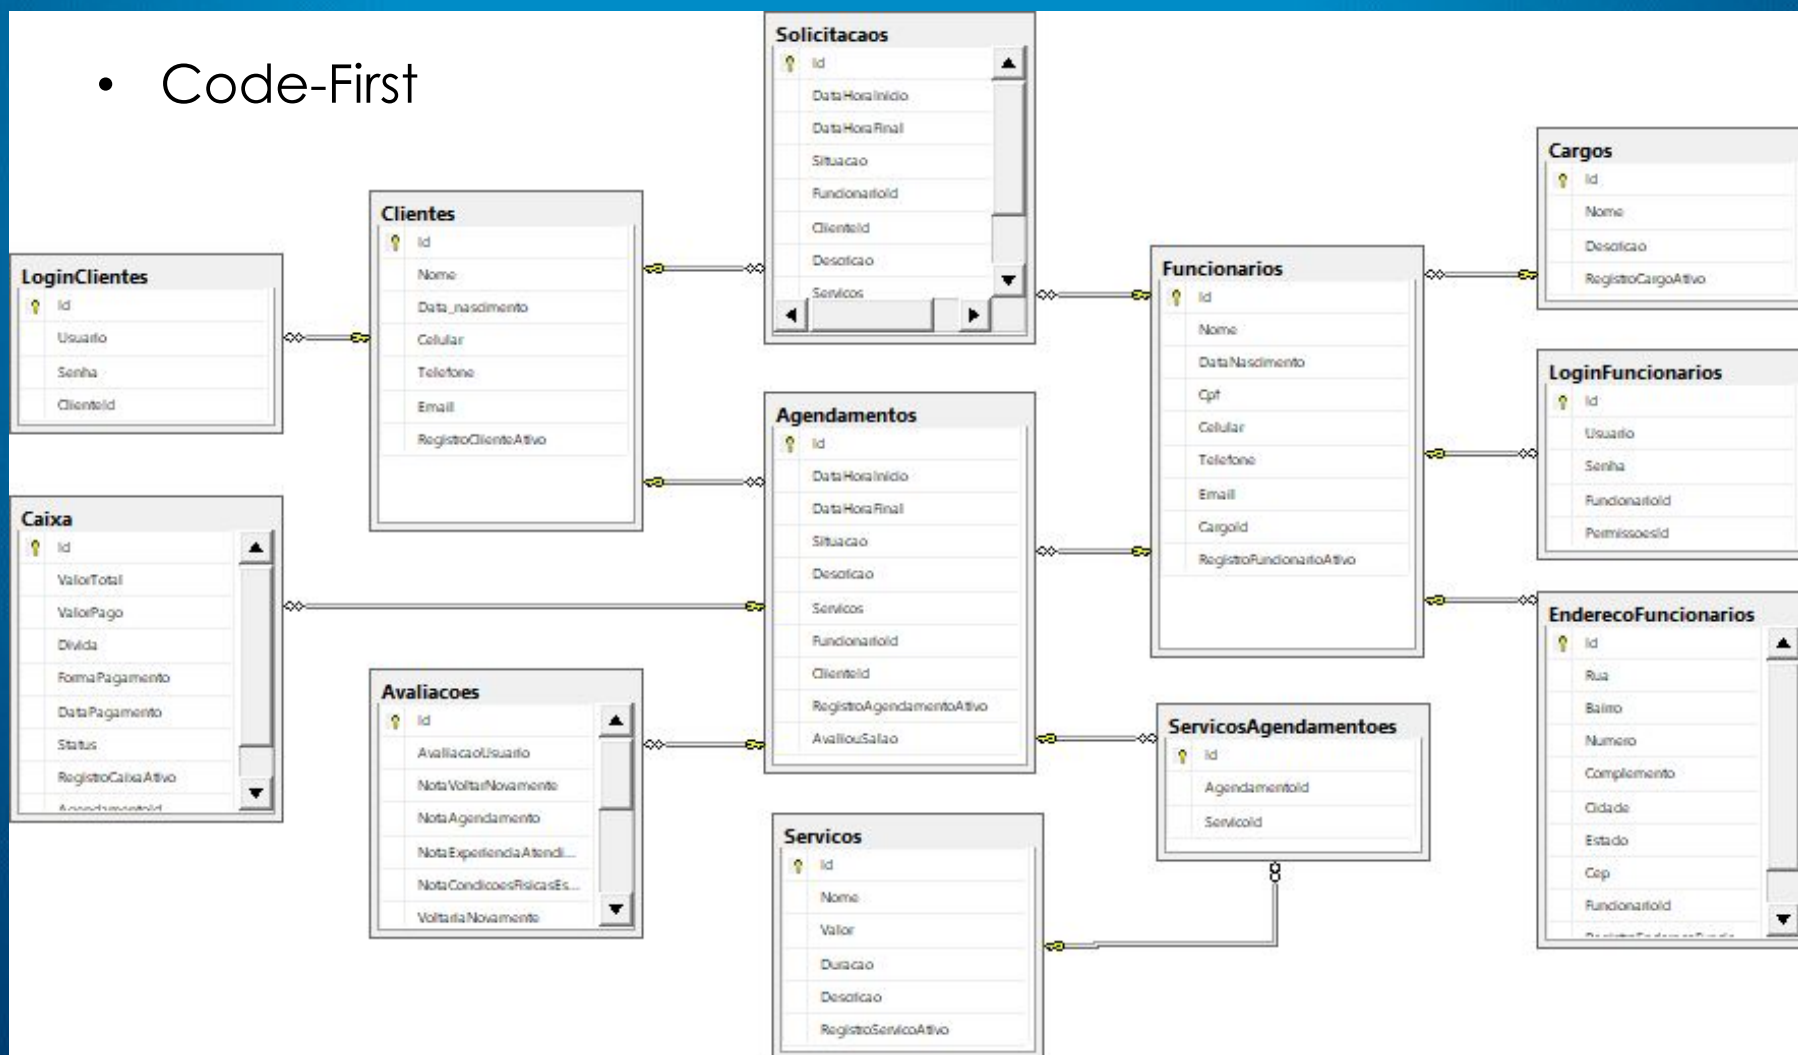 • Code-First
Solicitacaos
Id
DataHoraInicio
DataHoraFinal
Situacao
FuncionarioId
ClienteId
Descricao
Servicos
Cargos
Id
Nome
Descricao
RegistroCargoAtivo
Clientes
Id
Nome
Data_nascimento
Celular
Telefone
Email
RegistroClienteAtivo
LoginClientes
Id
Usuario
Senha
ClienteId
Funcionarios
Id
Nome
DataNascimento
Cpf
Celular
Telefone
Email
CargoId
RegistroFuncionarioAtivo
LoginFuncionarios
Id
Usuario
Senha
FuncionarioId
PermissoesId
Agendamentos
Id
DataHoraInicio
DataHoraFinal
Situacao
Descricao
Servicos
FuncionarioId
ClienteId
RegistroAgendamentoAtivo
AvaliouSalao
Caixa
Id
ValorTotal
ValorPago
Divida
FormaPagamento
DataPagamento
Status
RegistroCaixaAtivo
AgendamentoId
EnderecoFuncionarios
Id
Rua
Bairro
Numero
Complemento
Cidade
Estado
Cep
FuncionarioId
Avaliacoes
Id
AvaliacaoUsuario
NotaVoltarNovamente
NotaAgendamento
NotaExperienciaAtendi...
NotaCondicoesFisicasEs...
VoltariaNovamente
ServicosAgendamentoes
Id
AgendamentoId
ServicoId
Servicos
Id
Nome
Valor
Duracao
Descricao
RegistroServicoAtivo